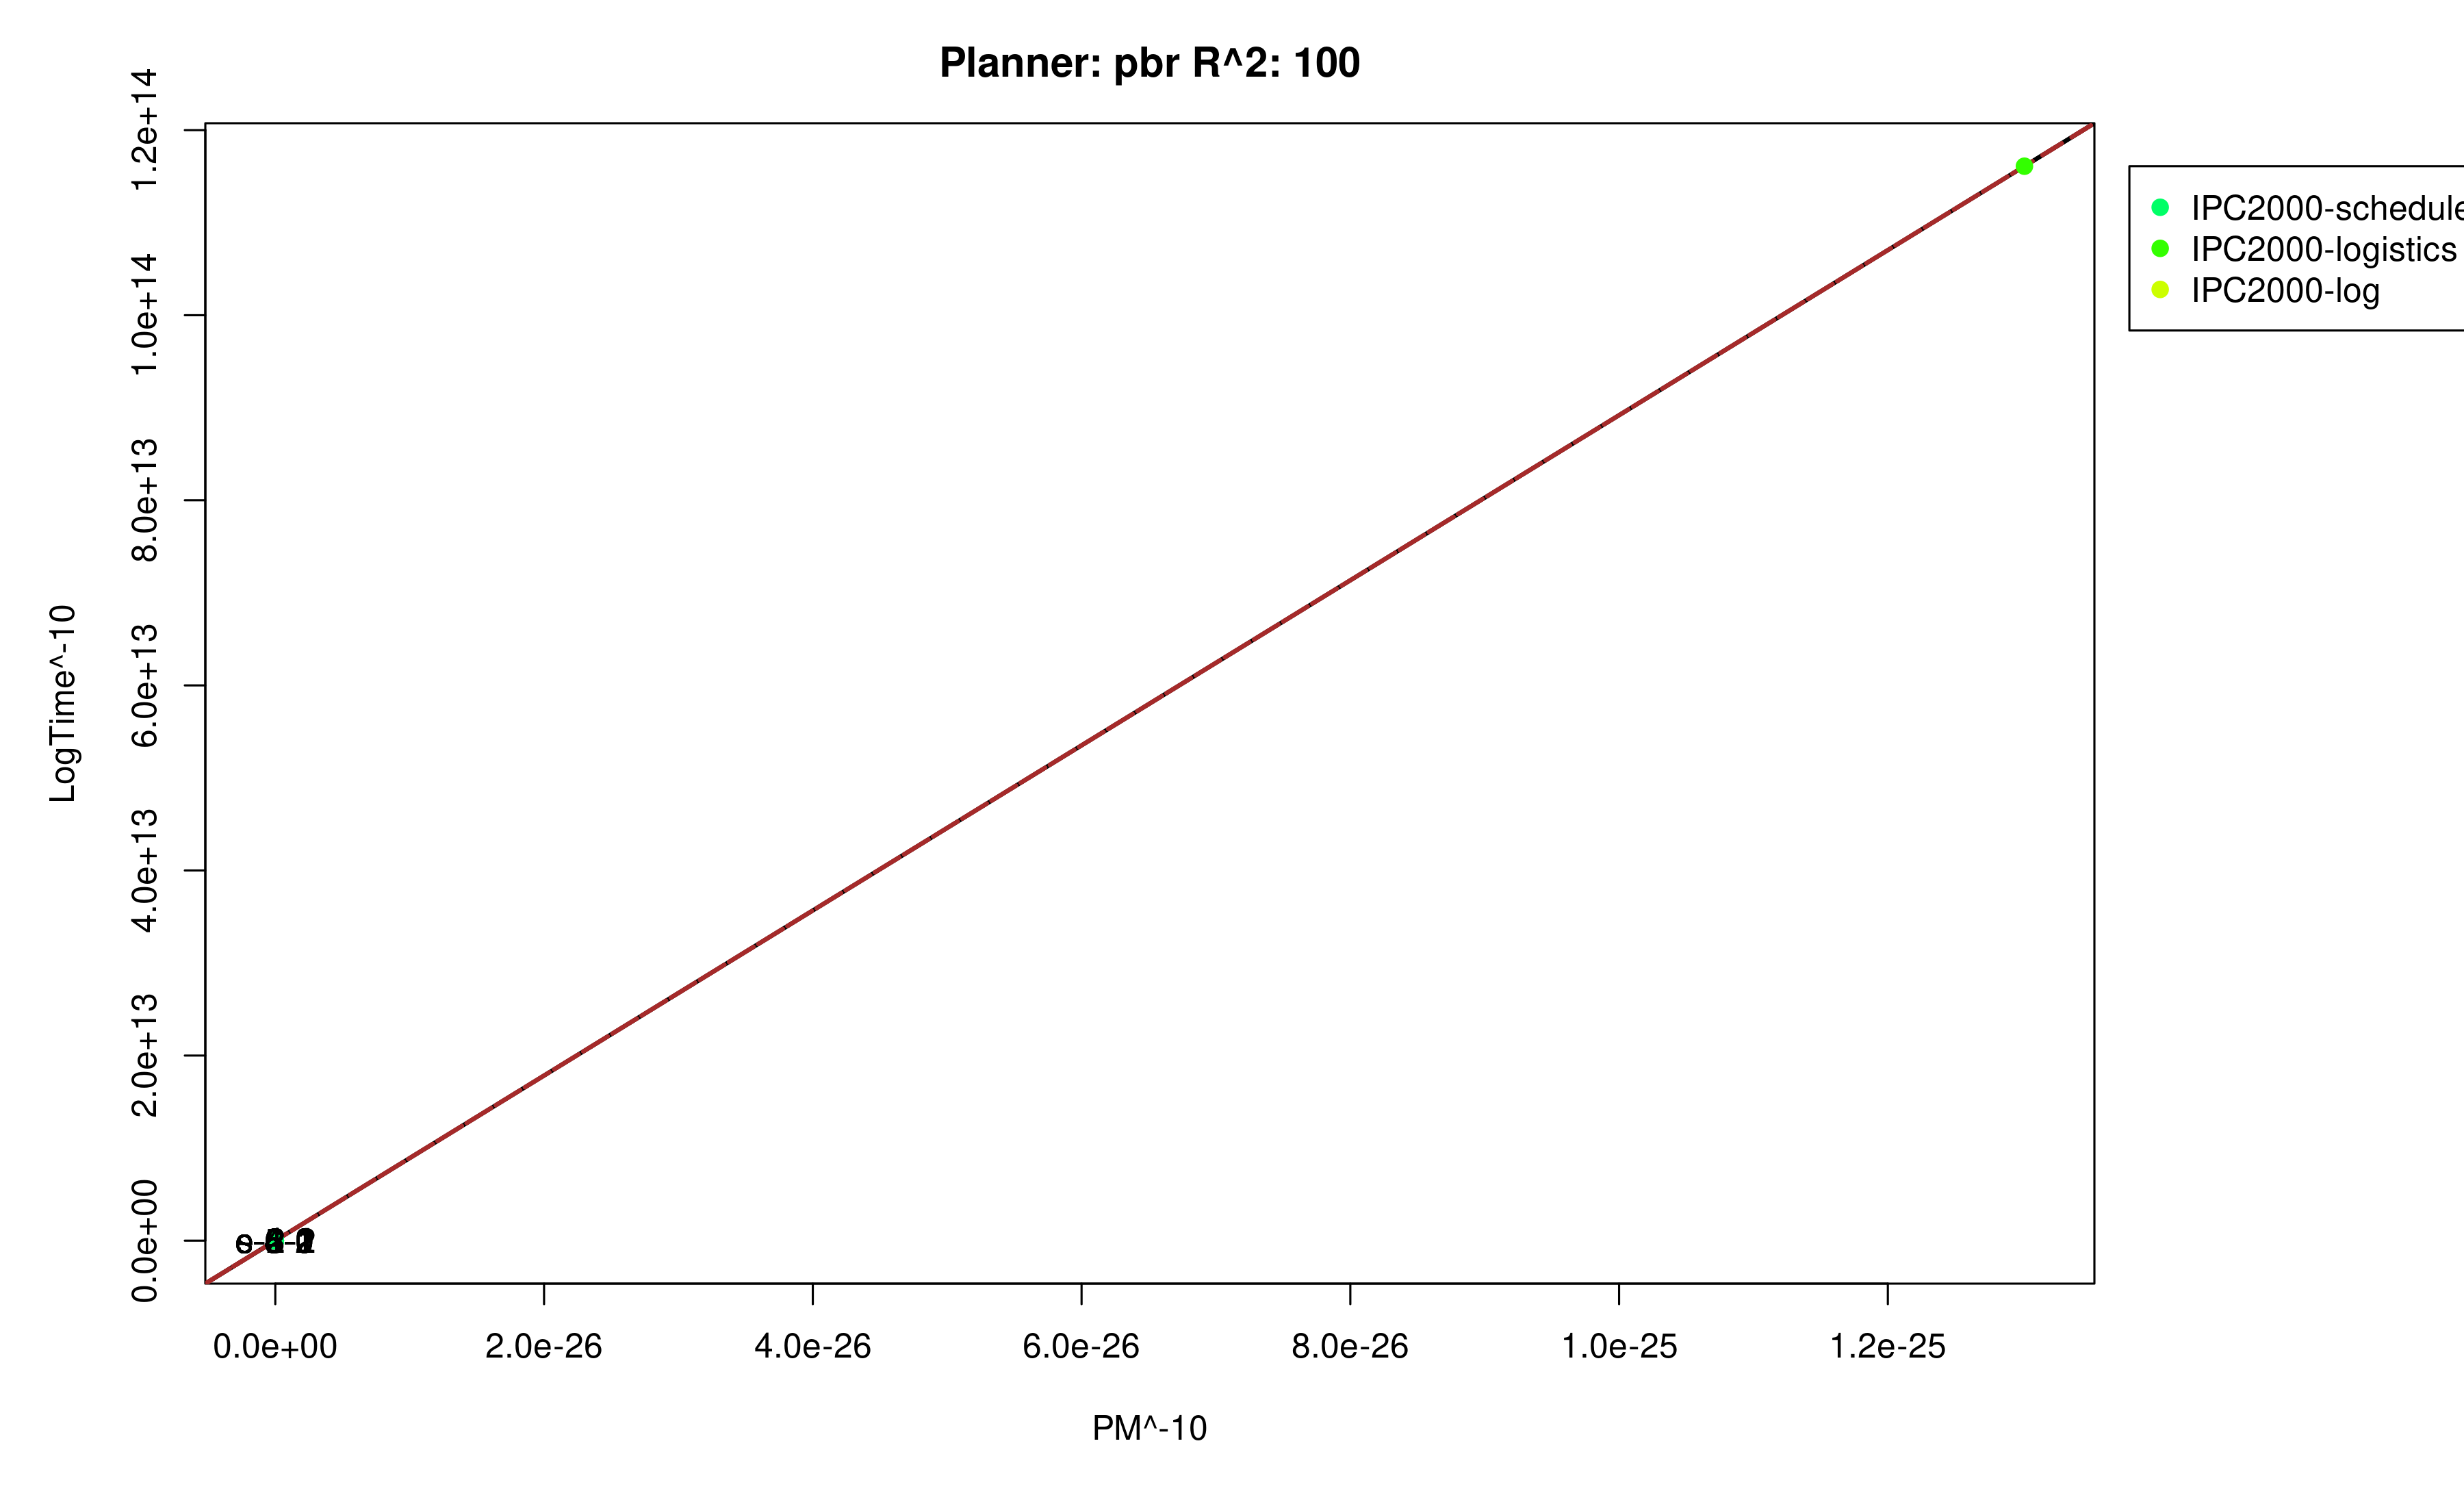 Planner: pbr R^2: 100
LogTime^-10
1.2e+14
1.0e+14
8.0e+13
6.0e+13
4.0e+13
2.0e+13
0.0e+00
IPC2000-schedule
IPC2000-logistics
IPC2000-log
0.0e+00 2.0e-26 4.0e-26 6.0e-26 8.0e-26 1.0e-25 1.2e-25
PM^-10